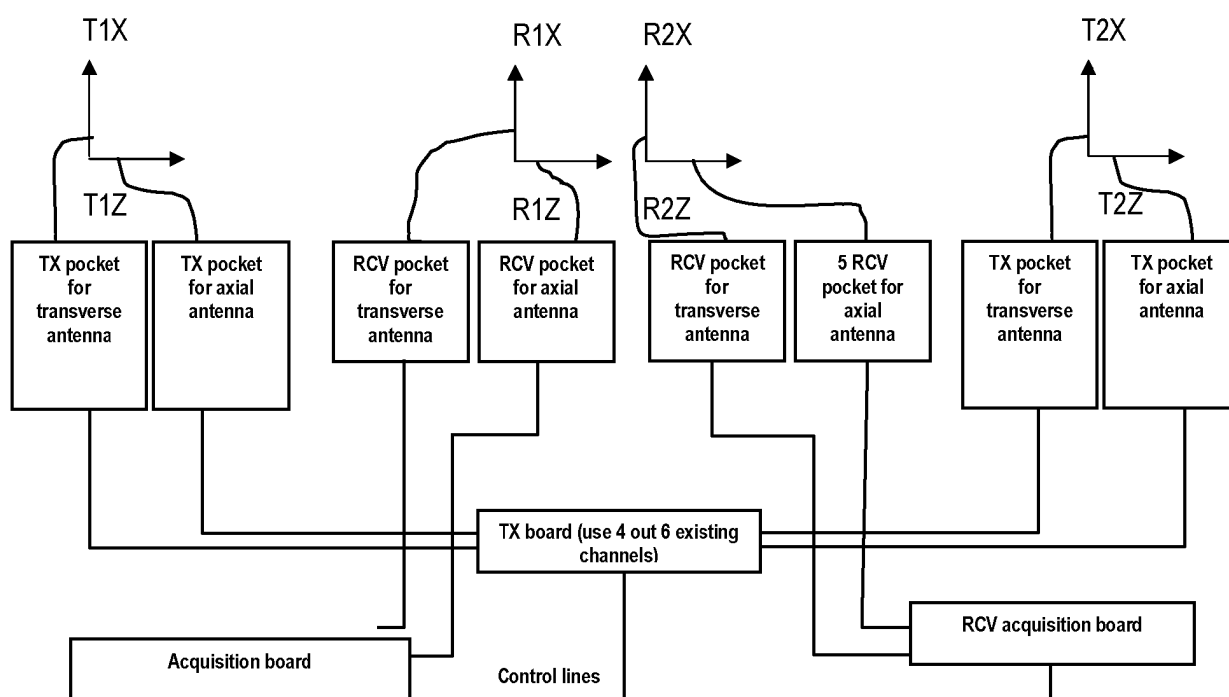 T1X
R1X
R2X
T2X
T1Z
R1Z
R2Z
T2Z
TX pocket
for
transverse
antenna
TX pocket
for axial
antenna
RCV pocket
for
transverse
antenna
RCV pocket
for axial
antenna
RCV pocket
for
transverse
antenna
5 RCV
pocket for
axial
antenna
TX pocket
for
transverse
antenna
TX pocket
for axial
antenna
TX board (use 4 out 6 existing
channels)
RCV acquisition board
Acquisition board
Control lines